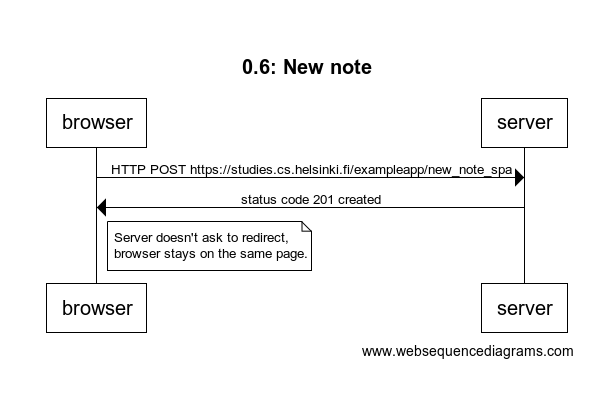 0.6: New note
browser
server
HTTP POST https://studies.cs.helsinki.fi/exampleapp/new_note_spa
status code 201 created
Server doesn't ask to redirect,
browser stays on the same page.
browser
server
www.websequencediagrams.com